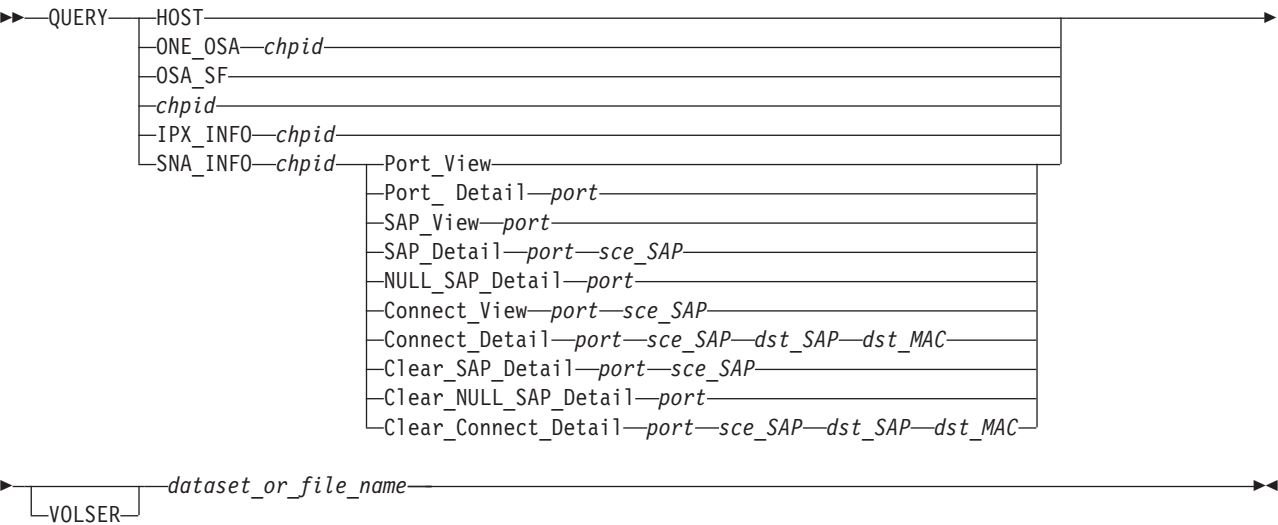 QUERY HOST
ONE_OSA chpid
OSA_SF
chpid
IPX_INFO chpid
SNA_INFO chpid Port_View
Port_ Detail port
SAP_View port
SAP_Detail port sce_SAP
NULL_SAP_Detail port
Connect_View port sce_SAP
Connect_Detail port sce_SAP dst_SAP dst_MAC
Clear_SAP_Detail port sce_SAP
Clear_NULL_SAP_Detail port
Clear_Connect_Detail port sce_SAP dst_SAP dst_MAC
dataset_or_file_name
VOLSER